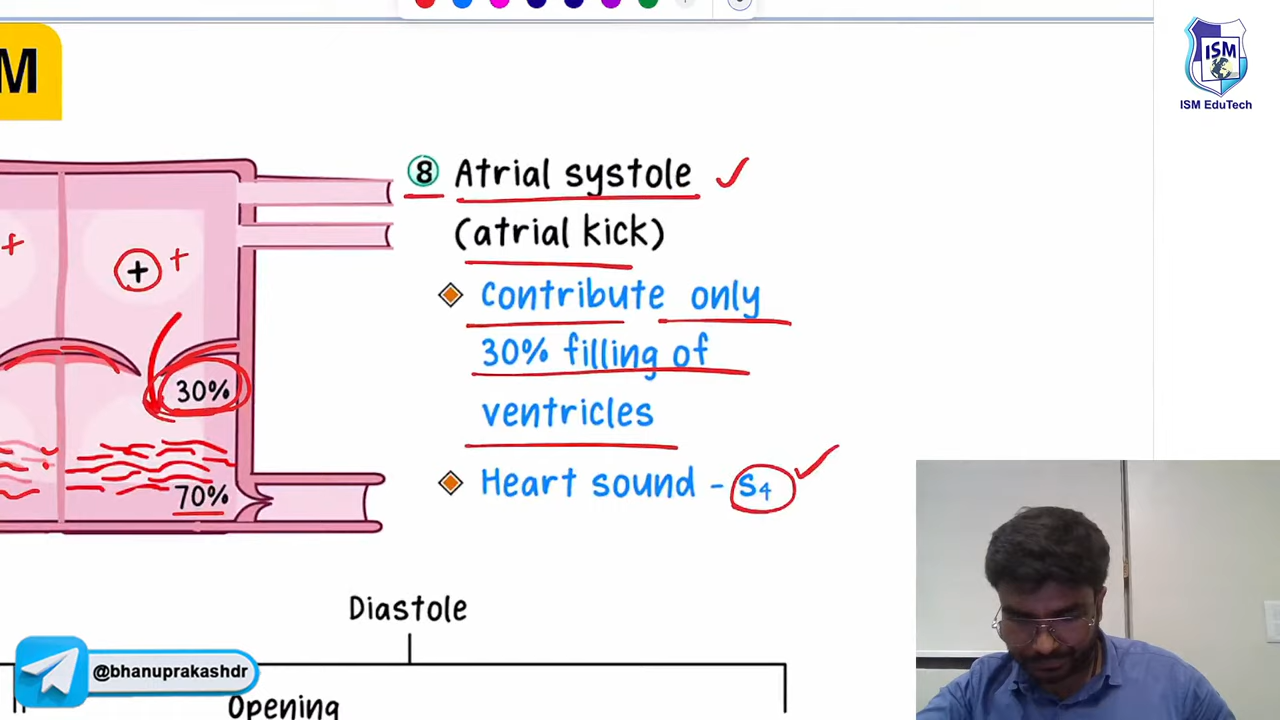 M
ISM
ISM EduTech
8 Atrial systole
(atrial kick)
Contribute only
30% filling of
ventricles
Heart sound - S4
+
+
+
30%
70%
Diastole
@bhanuprakashdr
Opening